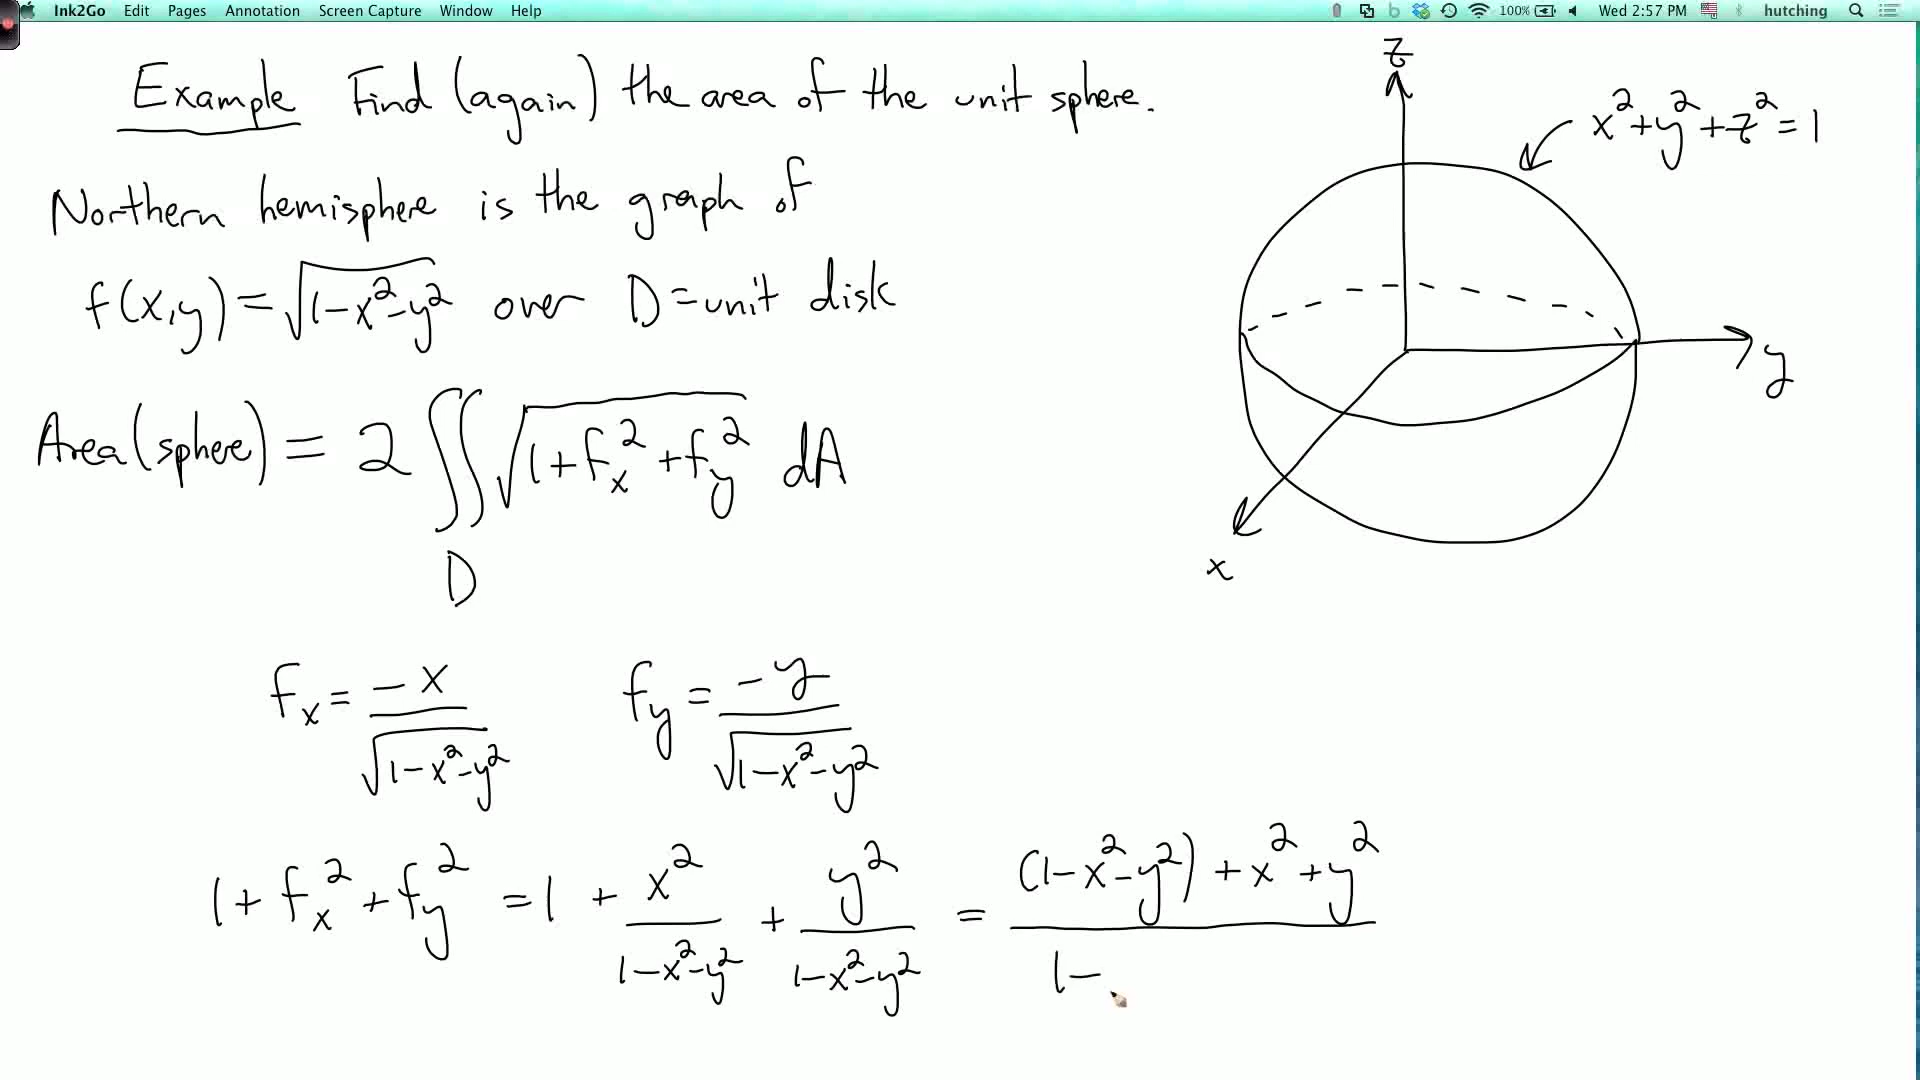 Ink2Go Edit Pages Annotation Screen Capture Window Help 100% Wed 2:57 PM hutching
Example Find (again) the area of the unit sphere.
Northern hemisphere is the graph of
f(x,y) = √(1-x²-y²) over D = unit disk
Area(sphere) = 2 ∬_D √(1+f_x²+f_y²) dA
z
x²+y²+z²=1
y
x
f_x = -x/√(1-x²-y²) f_y = -y/√(1-x²-y²)
1+f_x²+f_y² = 1 + x²/(1-x²-y²) + y²/(1-x²-y²) = ((1-x²-y²)+x²+y²)/(1-